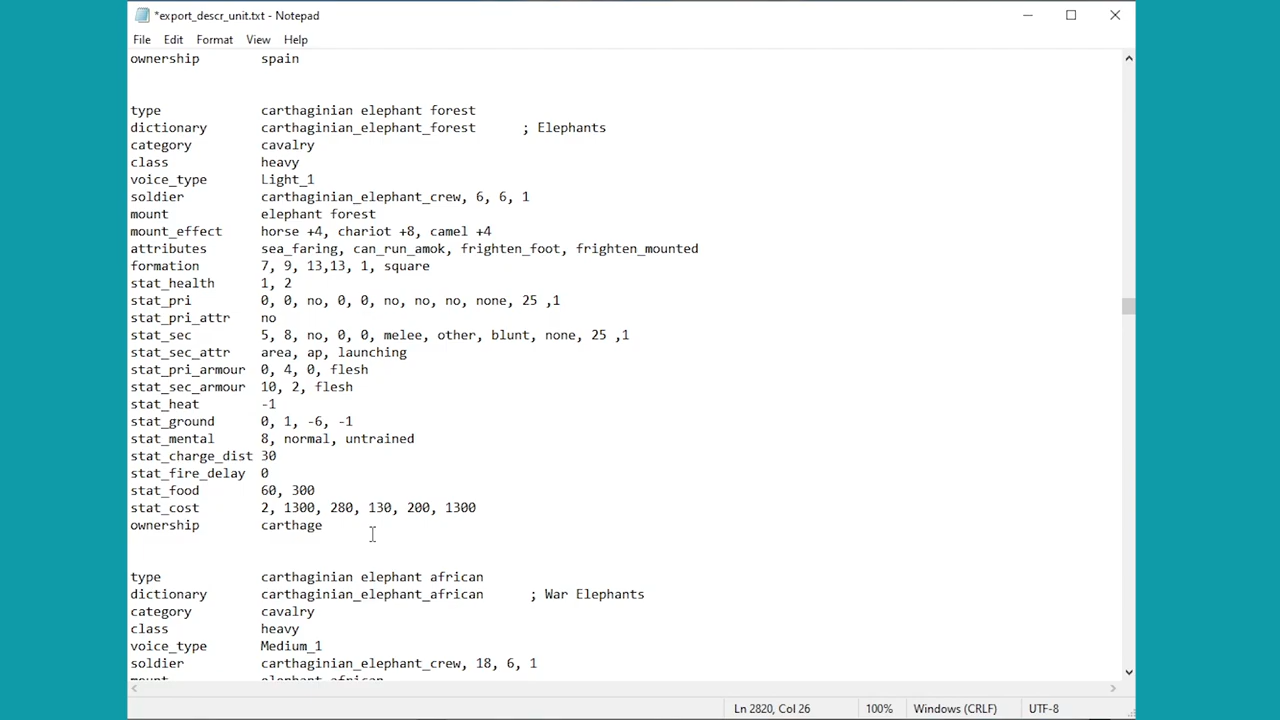 *export_descr_unit.txt - Notepad
File Edit Format View Help
ownership spain
type carthaginian elephant forest
dictionary carthaginian_elephant_forest ; Elephants
category cavalry
class heavy
voice_type Light_1
soldier carthaginian_elephant_crew, 6, 6, 1
mount elephant forest
mount_effect horse +4, chariot +8, camel +4
attributes sea_faring, can_run_amok, frighten_foot, frighten_mounted
formation 7, 9, 13,13, 1, square
stat_health 1, 2
stat_pri 0, 0, no, 0, 0, no, no, no, none, 25 ,1
stat_pri_attr no
stat_sec 5, 8, no, 0, 0, melee, other, blunt, none, 25 ,1
stat_sec_attr area, ap, launching
stat_pri_armour 0, 4, 0, flesh
stat_sec_armour 10, 2, flesh
stat_heat -1
stat_ground 0, 1, -6, -1
stat_mental 8, normal, untrained
stat_charge_dist 30
stat_fire_delay 0
stat_food 60, 300
stat_cost 2, 1300, 280, 130, 200, 1300
ownership carthage
type carthaginian elephant african
dictionary carthaginian_elephant_african ; War Elephants
category cavalry
class heavy
voice_type Medium_1
soldier carthaginian_elephant_crew, 18, 6, 1
mount elephant african
Ln 2820, Col 26 100% Windows (CRLF) UTF-8